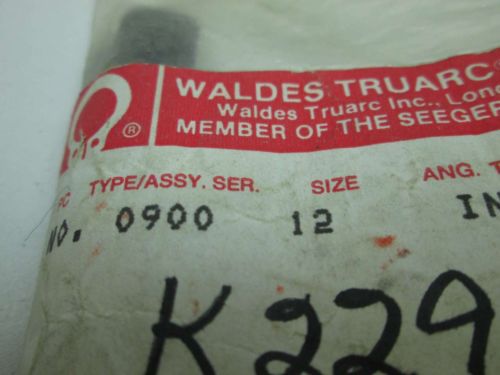 WALDES TRUARC®
Waldes Truarc Inc., Lon
MEMBER OF THE SEEGER
®
TYPE/ASSY. SER. SIZE ANG.
NO. 0900 12 IN
K229